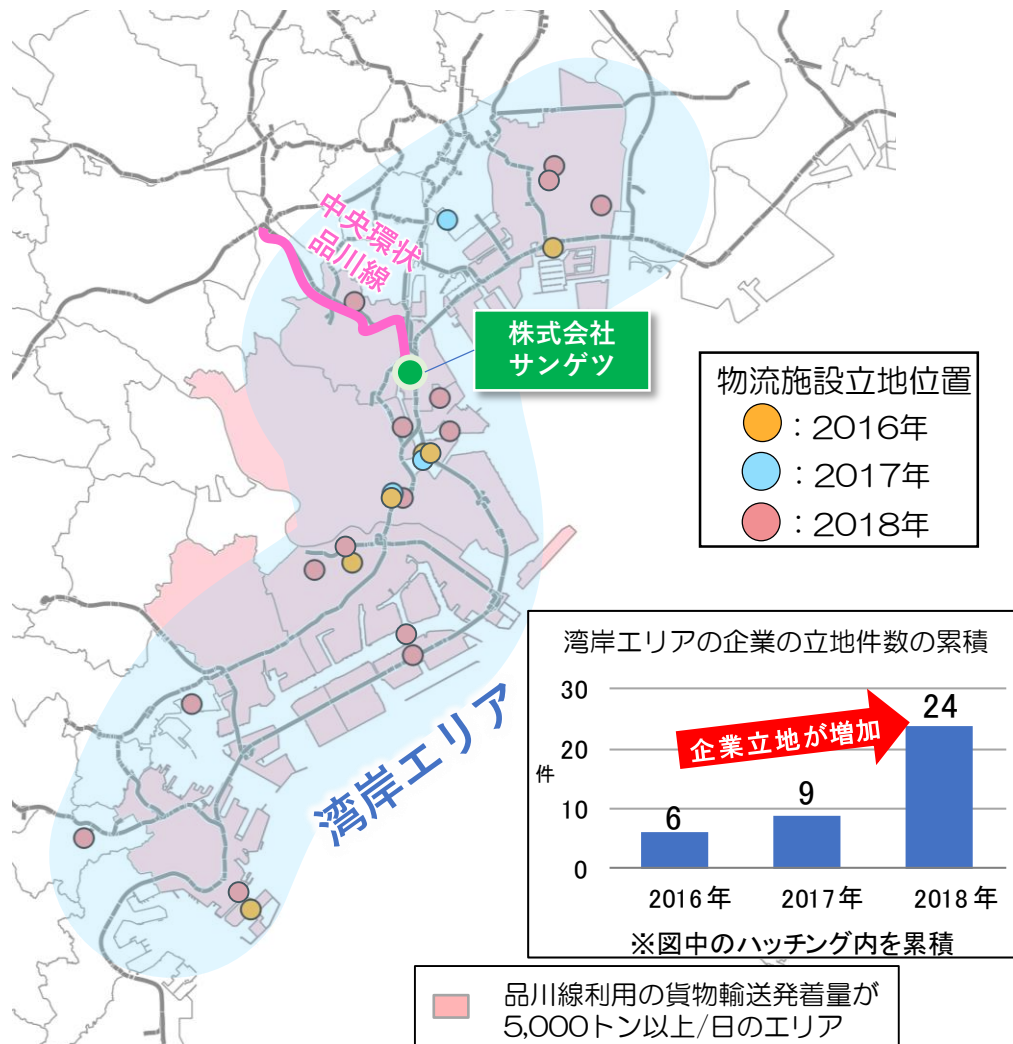 中央環状
品川線
株式会社
サンゲツ
物流施設立地位置
：2016年
：2017年
：2018年
湾岸エリア
湾岸エリアの企業の立地件数の累積
30
20
10
0
件
企業立地が増加
6
9
24
2016年
2017年
2018年
※図中のハッチング内を累積
品川線利用の貨物輸送発着量が
5,000トン以上/日のエリア